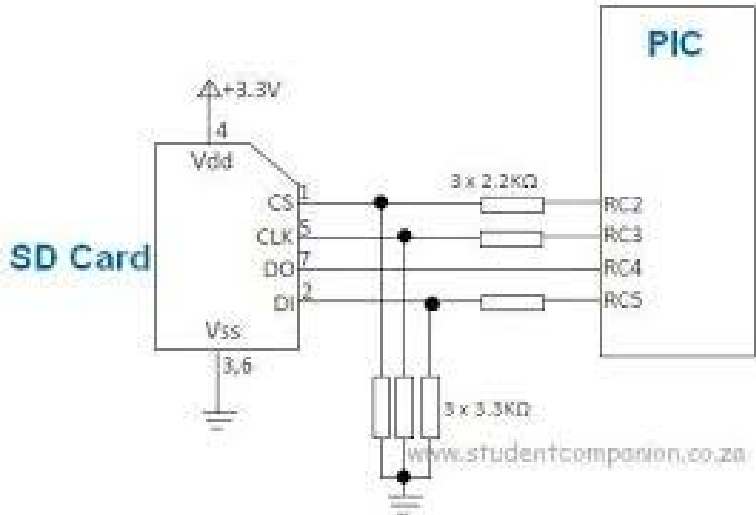 PIC
+3.3V
4
Vdd
1
3 x 2.2KΩ
CS
RC2
5
CLK
RC3
SD Card
7
DO
RC4
2
DI
RC5
Vss
3,6
3 x 3.3KΩ
www.studentcompanion.co.za